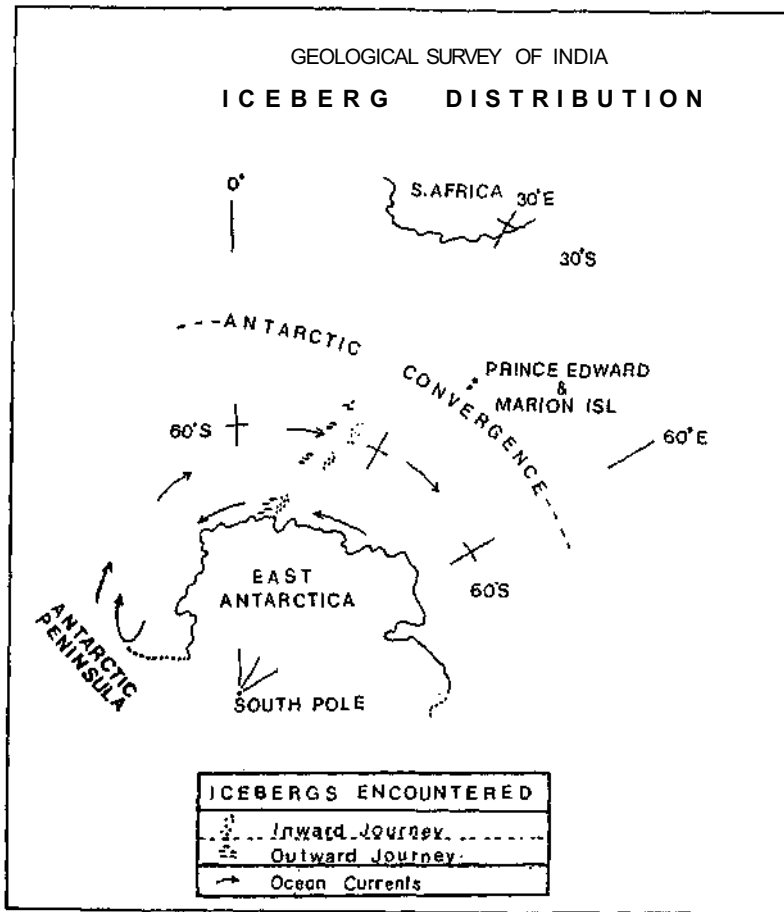 GEOLOGICAL SURVEY OF INDIA
ICEBERG DISTRIBUTION
0°
S. AFRICA
30°E
30°S
---ANTARCTIC
CONVERGENCE----
PRINCE EDWARD
&
MARION ISL
60°S
60°E
60°S
EAST
ANTARCTICA
ANTARCTIC
PENINSULA
SOUTH POLE
ICEBERGS ENCOUNTERED
Inward Journey
Outward Journey
Ocean Currents